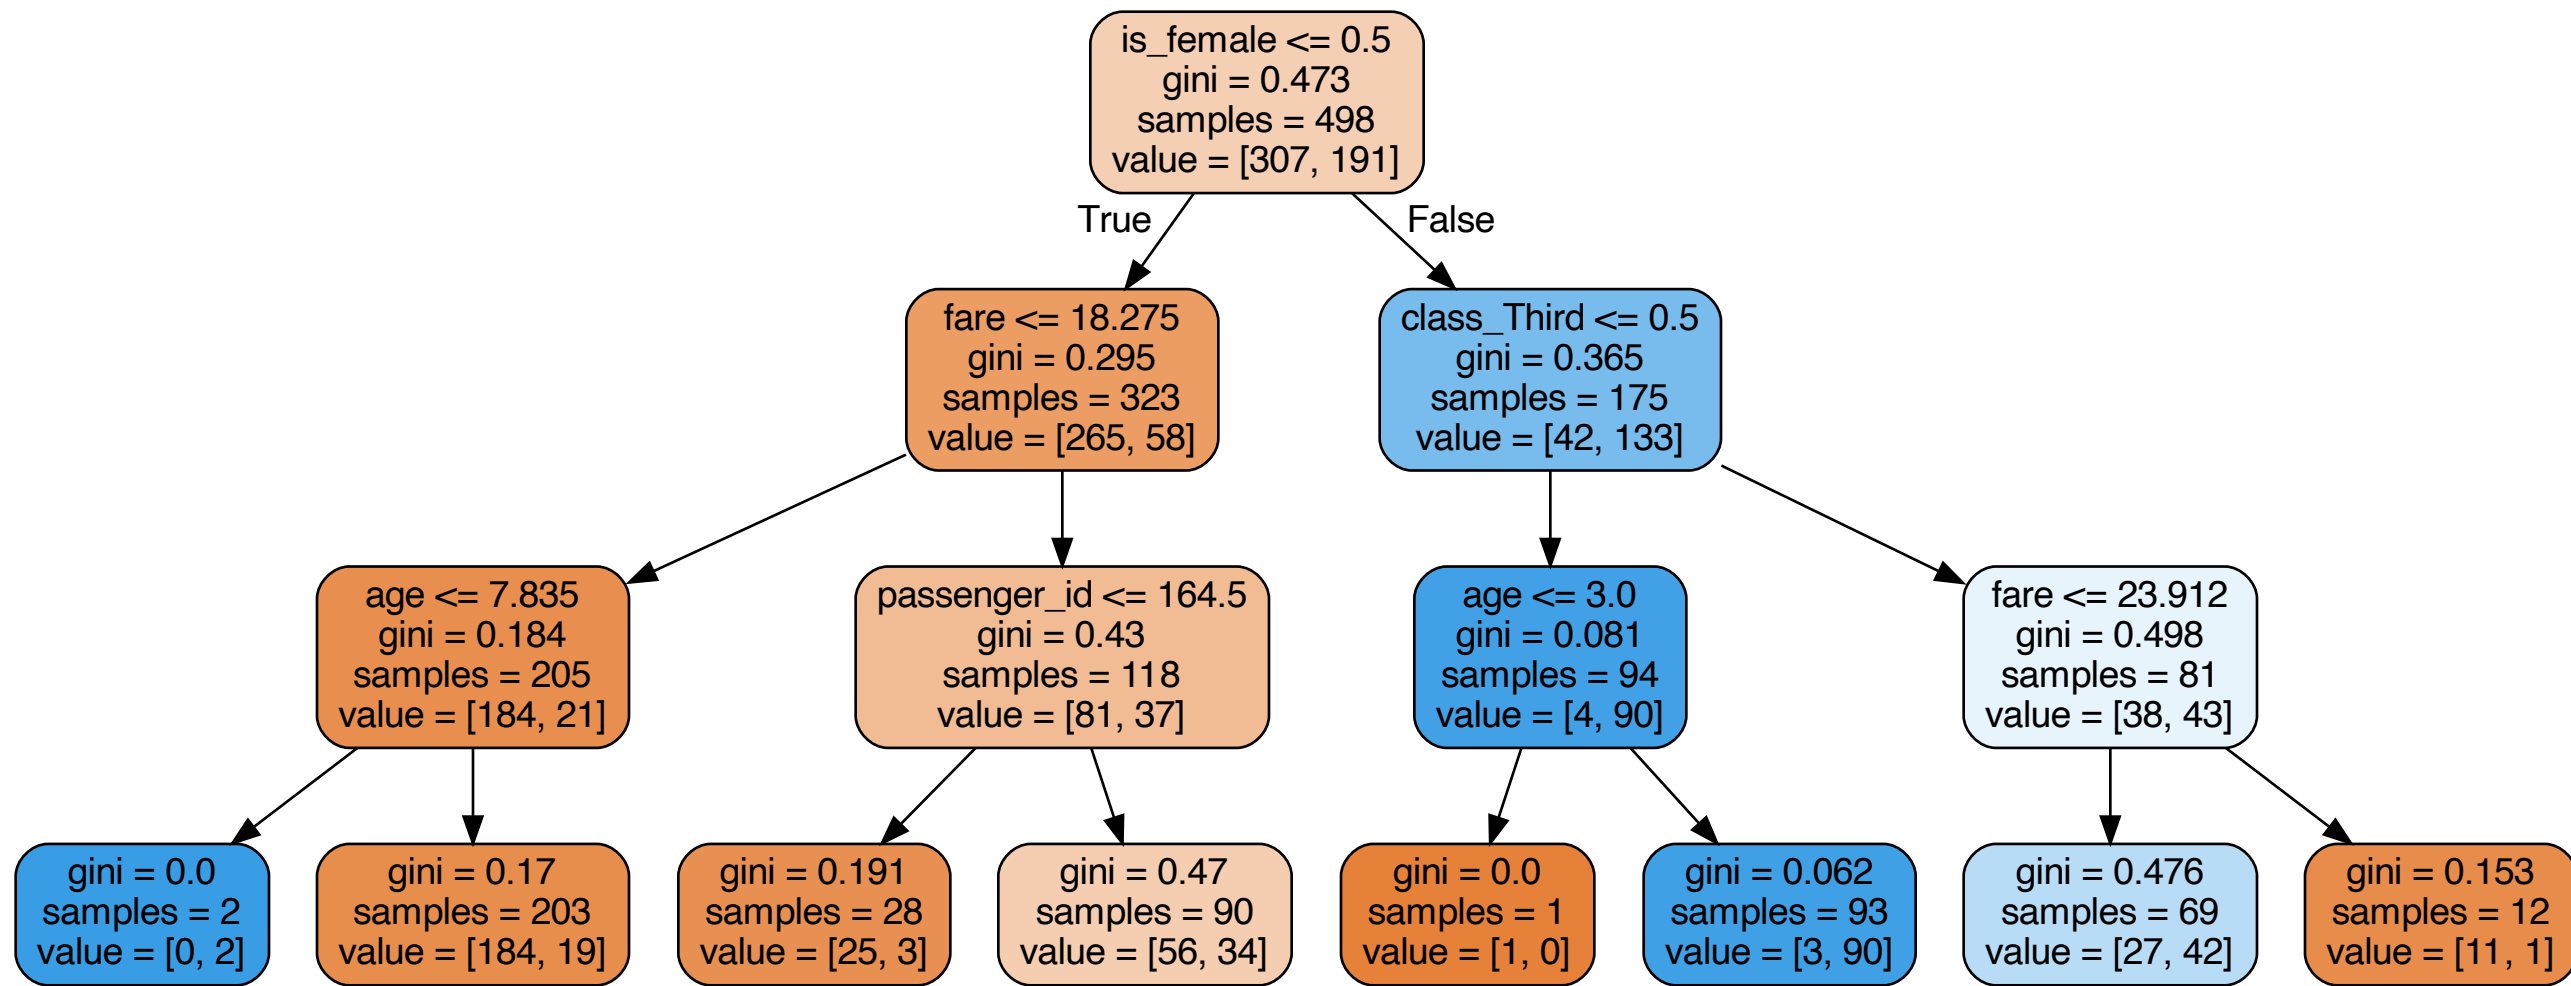 is_female <= 0.5
gini = 0.473
samples = 498
value = [307, 191]
True
False
fare <= 18.275
gini = 0.295
samples = 323
value = [265, 58]
class_Third <= 0.5
gini = 0.365
samples = 175
value = [42, 133]
age <= 7.835
gini = 0.184
samples = 205
value = [184, 21]
passenger_id <= 164.5
gini = 0.43
samples = 118
value = [81, 37]
age <= 3.0
gini = 0.081
samples = 94
value = [4, 90]
fare <= 23.912
gini = 0.498
samples = 81
value = [38, 43]
gini = 0.0
samples = 2
value = [0, 2]
gini = 0.17
samples = 203
value = [184, 19]
gini = 0.191
samples = 28
value = [25, 3]
gini = 0.47
samples = 90
value = [56, 34]
gini = 0.0
samples = 1
value = [1, 0]
gini = 0.062
samples = 93
value = [3, 90]
gini = 0.476
samples = 69
value = [27, 42]
gini = 0.153
samples = 12
value = [11, 1]